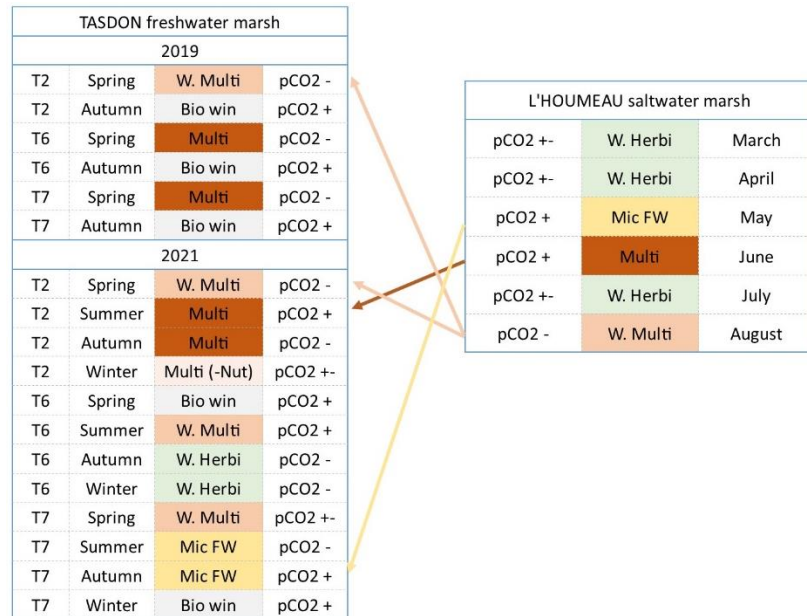 TASDON freshwater marsh
2019
T2 Spring W. Multi pCO2 -
T2 Autumn Bio win pCO2 +
T6 Spring Multi pCO2 -
T6 Autumn Bio win pCO2 +
T7 Spring Multi pCO2 -
T7 Autumn Bio win pCO2 +
2021
T2 Spring W. Multi pCO2 -
T2 Summer Multi pCO2 +
T2 Autumn Multi pCO2 -
T2 Winter Multi (-Nut) pCO2 +-
T6 Spring Bio win pCO2 +
T6 Summer W. Multi pCO2 +
T6 Autumn W. Herbi pCO2 -
T6 Winter W. Herbi pCO2 -
T7 Spring W. Multi pCO2 +-
T7 Summer Mic FW pCO2 -
T7 Autumn Mic FW pCO2 +
T7 Winter Bio win pCO2 +
L'HOUMEAU saltwater marsh
pCO2 +- W. Herbi March
pCO2 +- W. Herbi April
pCO2 + Mic FW May
pCO2 + Multi June
pCO2 +- W. Herbi July
pCO2 - W. Multi August